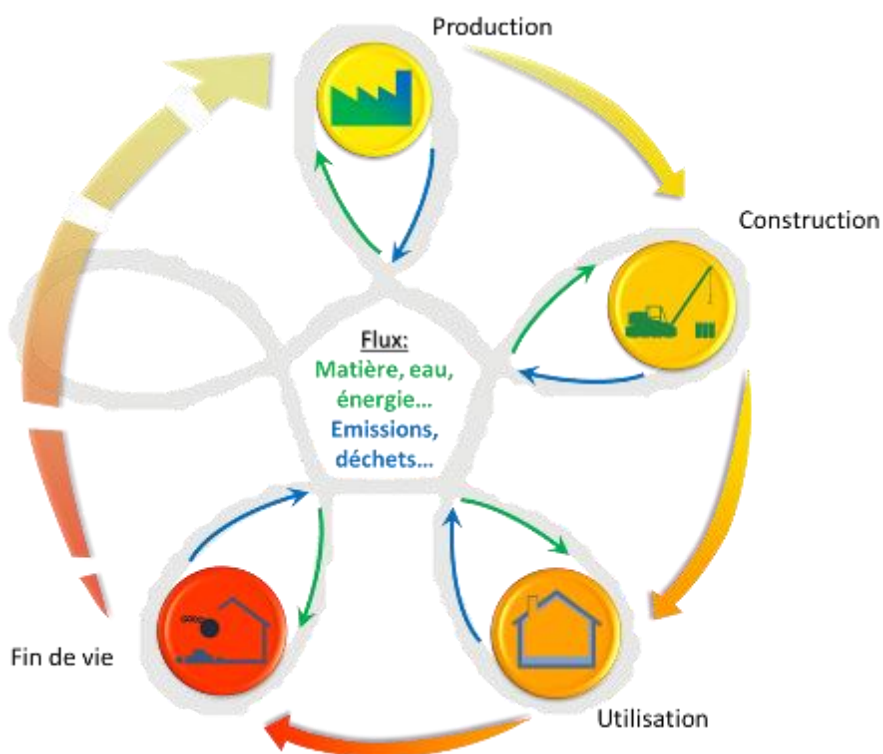 Production
Construction
Flux:
Matière, eau,
énergie...
Emissions,
déchets...
Fin de vie
Utilisation